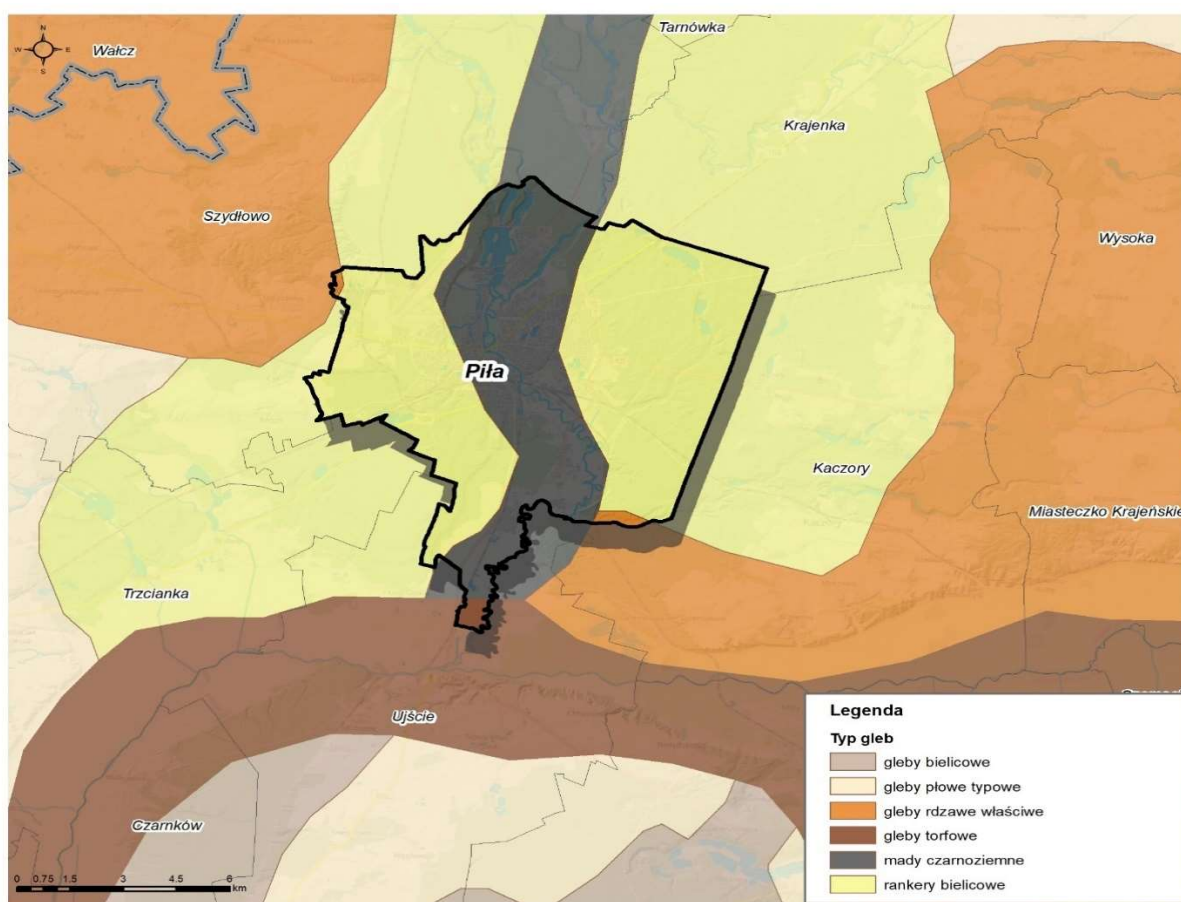 Tarnówka
N
W E
S
Wałcz
Krajenka
Szydłowo
Wysoka
Piła
Kaczory
Miasteczko Krajeńskie
Trzcianka
Ujście
Czarnków
Legenda
Typ gleb
gleby bielicowe
gleby płowe typowe
gleby rdzawe właściwe
gleby torfowe
mady czarnoziemne
rankery bielicowe
0 0.75 1.5 3 4.5 6
km